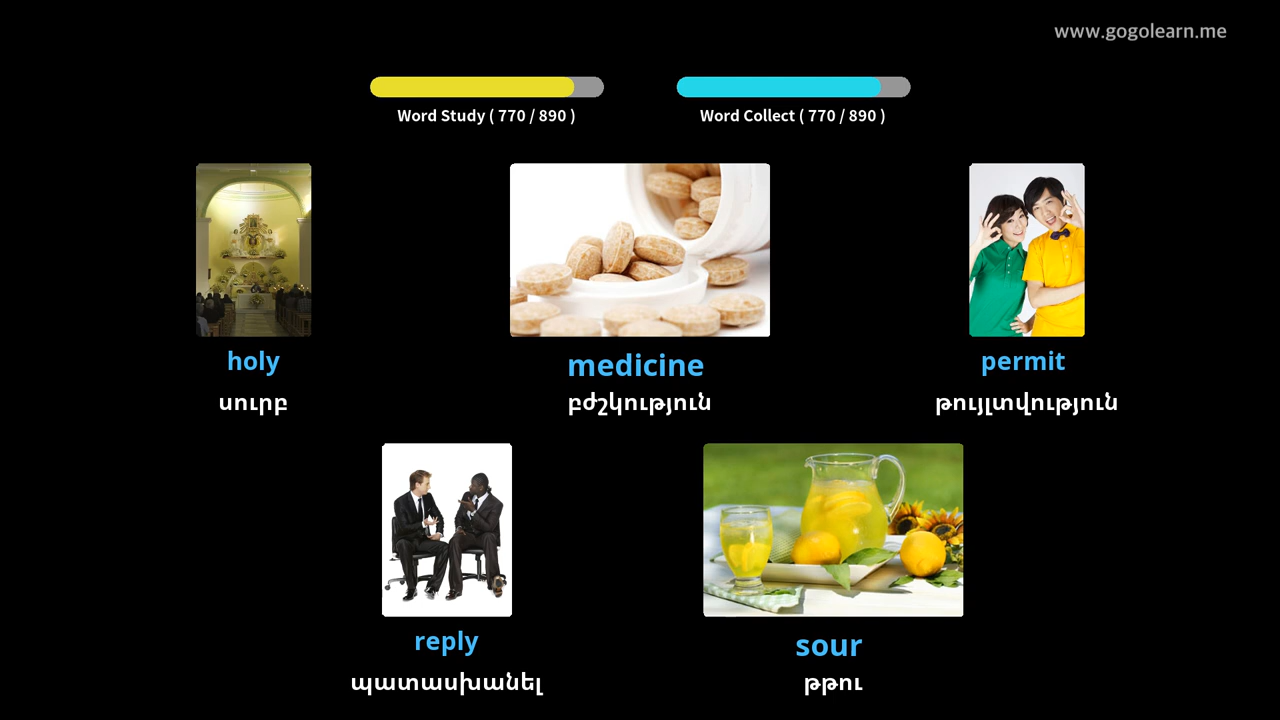 www.gogolearn.me
Word Study ( 770 / 890 )
Word Collect ( 770 / 890 )
holy
medicine
permit
սուրբ
բժշկություն
թույլտվություն
reply
sour
պատասխանել
թթու